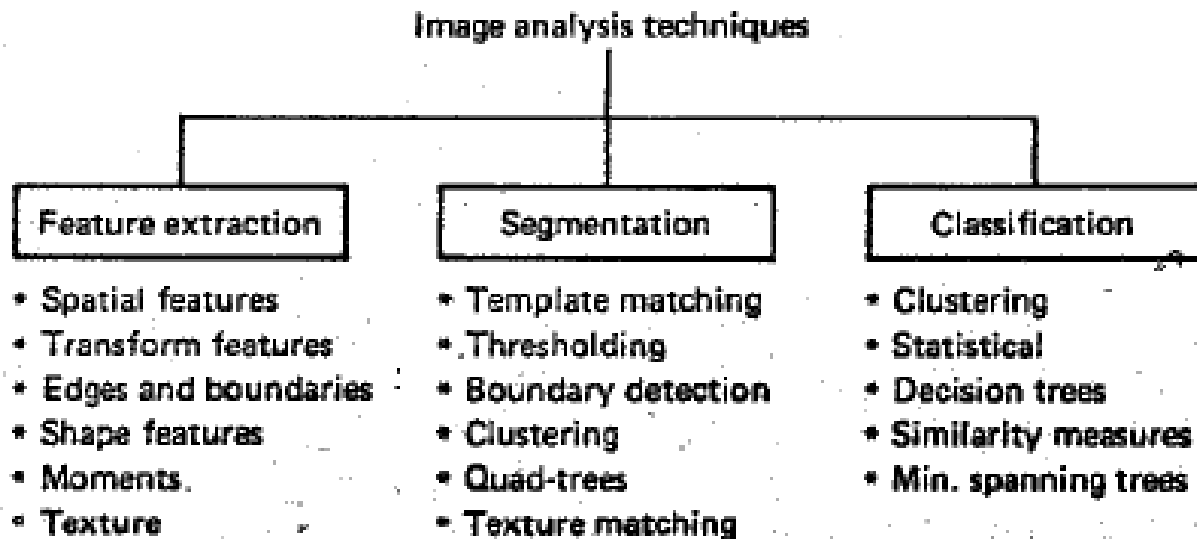 Image analysis techniques
Feature extraction
• Spatial features
• Transform features
• Edges and boundaries
• Shape features
• Moments
• Texture
Segmentation
• Template matching
• Thresholding
• Boundary detection
• Clustering
• Quad-trees
• Texture matching
Classification
• Clustering
• Statistical
• Decision trees
• Similarity measures
• Min. spanning trees